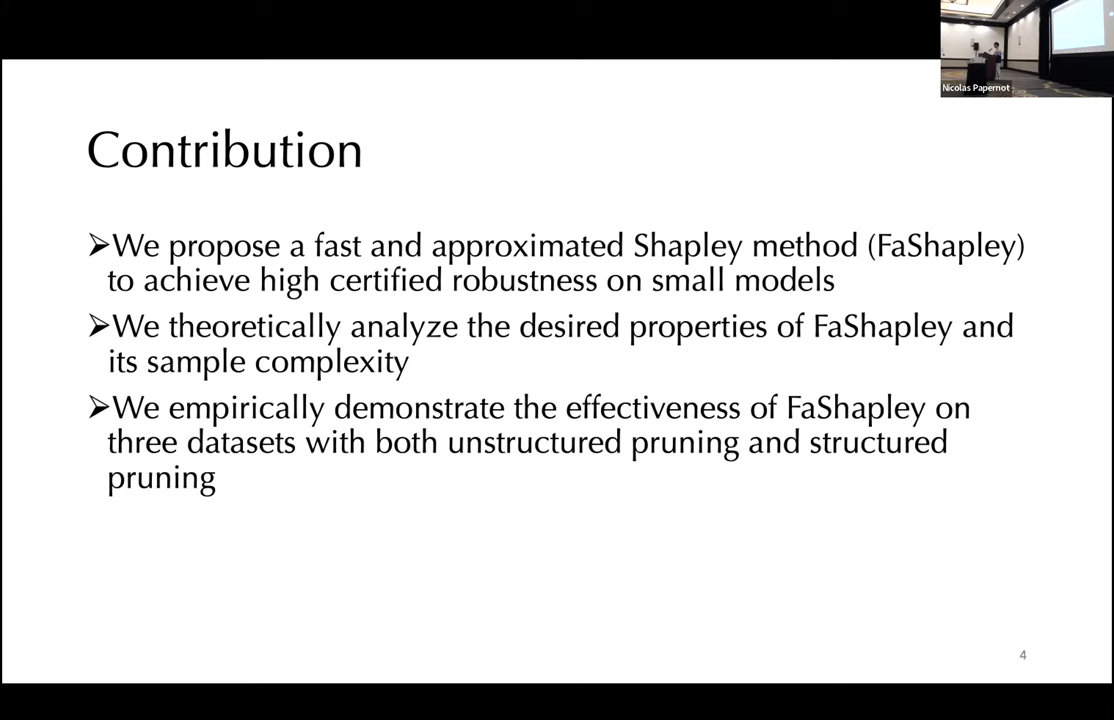 Nicolas Papernot
Contribution
➢We propose a fast and approximated Shapley method (FaShapley)
to achieve high certified robustness on small models
➢We theoretically analyze the desired properties of FaShapley and
its sample complexity
➢We empirically demonstrate the effectiveness of FaShapley on
three datasets with both unstructured pruning and structured
pruning
4